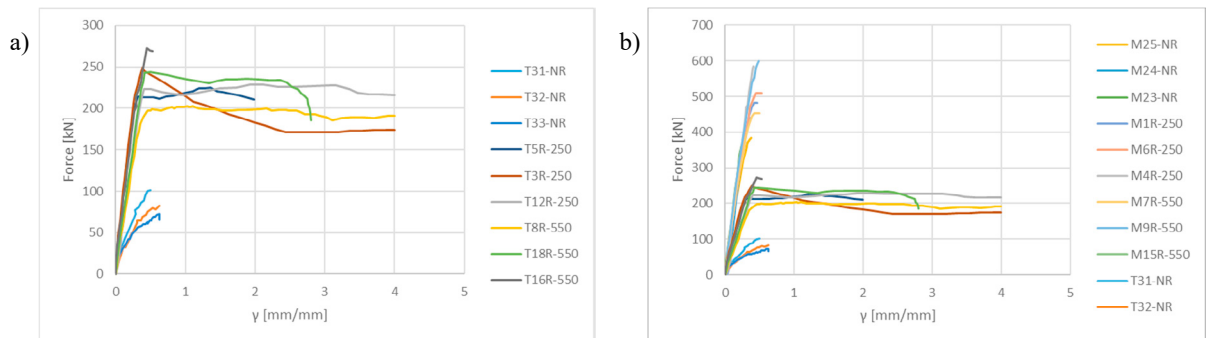 a)
300
250
200
150
100
50
0
Force [kN]
0 1 2 3 4 5
γ [mm/mm]
T31-NR
T32-NR
T33-NR
T5R-250
T3R-250
T12R-250
T8R-550
T18R-550
T16R-550
b)
700
600
500
400
300
200
100
0
Force [kN]
0 1 2 3 4 5
γ [mm/mm]
M25-NR
M24-NR
M23-NR
M1R-250
M6R-250
M4R-250
M7R-550
M9R-550
M15R-550
T31-NR
T32-NR